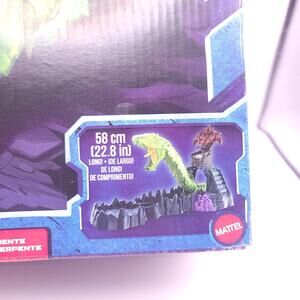 58 cm
(22.8 in)
LONG! • ¡DE LARGO!
DE LONG!
DE COMPRIMENTO!
MATTEL